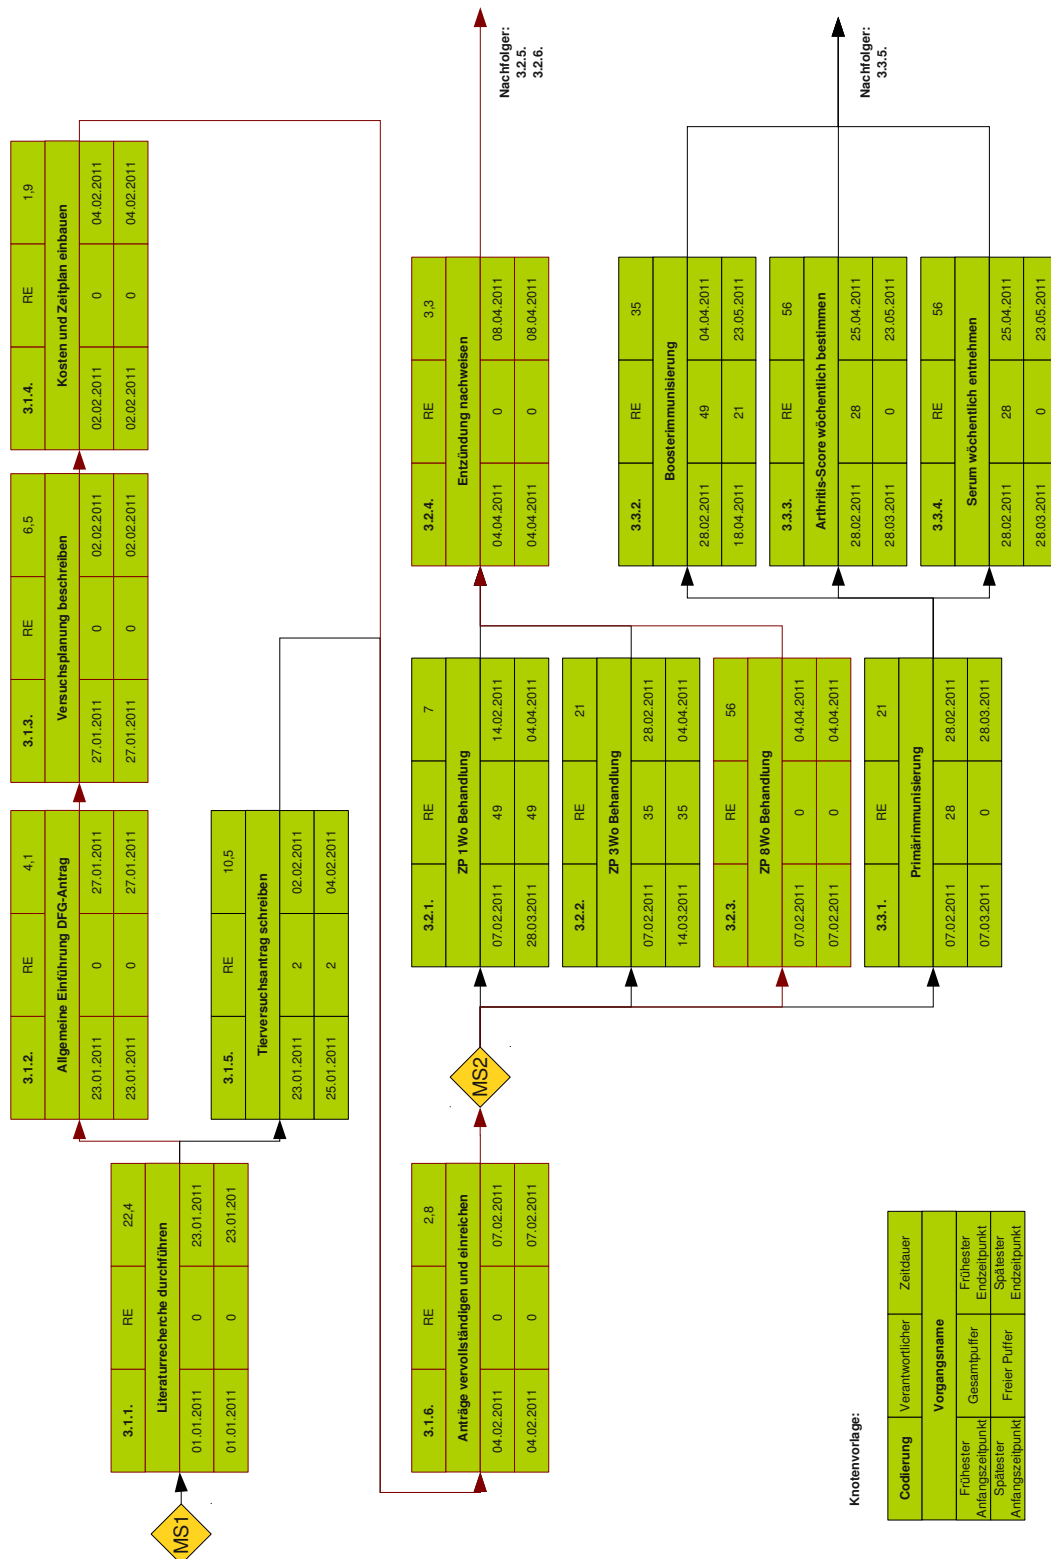 MS1
3.1.1. RE 22,4
Literaturrecherche durchführen
01.01.2011 0 23.01.2011
01.01.2011 0 23.01.201
3.1.2. RE 4,1
Allgemeine Einführung DFG-Antrag
23.01.2011 0 27.01.2011
23.01.2011 0 27.01.2011
3.1.3. RE 6,5
Versuchsplanung beschreiben
27.01.2011 0 02.02.2011
27.01.2011 0 02.02.2011
3.1.4. RE 1,9
Kosten und Zeitplan einbauen
02.02.2011 0 04.02.2011
02.02.2011 0 04.02.2011
3.1.5. RE 10,5
Tierversuchsantrag schreiben
23.01.2011 2 02.02.2011
25.01.2011 2 04.02.2011
3.1.6. RE 2,8
Anträge vervollständigen und einreichen
04.02.2011 0 07.02.2011
04.02.2011 0 07.02.2011
MS2
3.2.1. RE 7
ZP 1Wo Behandlung
07.02.2011 49 14.02.2011
28.03.2011 49 04.04.2011
3.2.2. RE 21
ZP 3Wo Behandlung
07.02.2011 35 28.02.2011
14.03.2011 35 04.04.2011
3.2.3. RE 56
ZP 8Wo Behandlung
07.02.2011 0 04.04.2011
07.02.2011 0 04.04.2011
3.3.1. RE 21
Primärimmunisierung
07.02.2011 28 28.02.2011
07.03.2011 0 28.03.2011
3.2.4. RE 3,3
Entzündung nachweisen
04.04.2011 0 08.04.2011
04.04.2011 0 08.04.2011
Nachfolger:
3.2.5.
3.2.6.
3.3.2. RE 35
Boosterimmunisierung
28.02.2011 49 04.04.2011
18.04.2011 21 23.05.2011
3.3.3. RE 56
Arthritis-Score wöchentlich bestimmen
28.02.2011 28 25.04.2011
28.03.2011 0 23.05.2011
3.3.4. RE 56
Serum wöchentlich entnehmen
28.02.2011 28 25.04.2011
28.03.2011 0 23.05.2011
Nachfolger:
3.3.5.
Knotenvorlage:
Codierung Verantwortlicher Zeitdauer
Vorgangsname
Frühester Anfangszeitpunkt Gesamtpuffer Frühester Endzeitpunkt
Spätester Anfangszeitpunkt Freier Puffer Spätester Endzeitpunkt